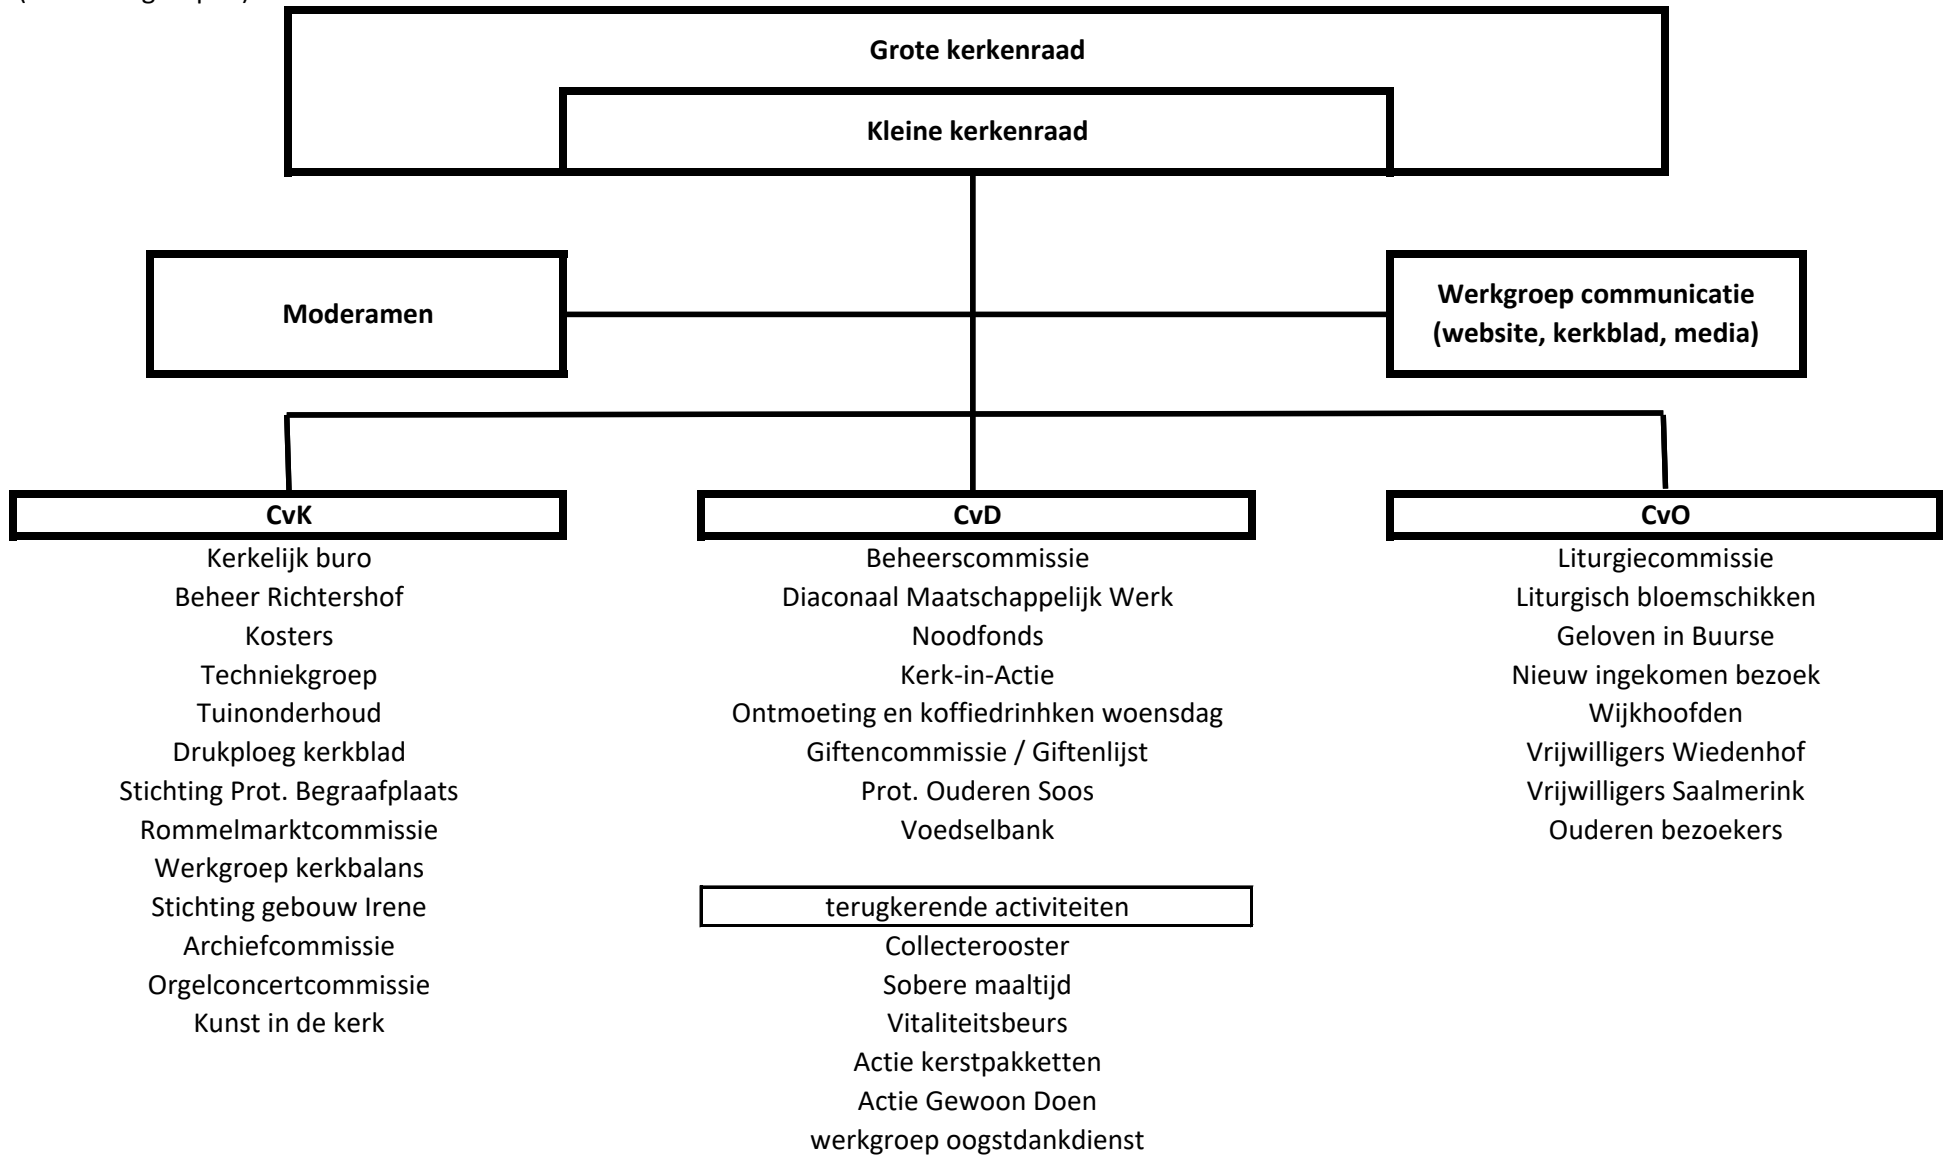 Grote kerkenraad
Kleine kerkenraad
Moderamen
Werkgroep communicatie
(website, kerkblad, media)
CvK
Kerkelijk buro
Beheer Richtershof
Kosters
Techniekgroep
Tuinonderhoud
Drukploeg kerkblad
Stichting Prot. Begraafplaats
Rommelmarktcommissie
Werkgroep kerkbalans
Stichting gebouw Irene
Archiefcommissie
Orgelconcertcommissie
Kunst in de kerk
CvD
Beheerscommissie
Diaconaal Maatschappelijk Werk
Noodfonds
Kerk-in-Actie
Ontmoeting en koffiedrinhken woensdag
Giftencommissie / Giftenlijst
Prot. Ouderen Soos
Voedselbank
terugkerende activiteiten
Collecterooster
Sobere maaltijd
Vitaliteitsbeurs
Actie kerstpakketten
Actie Gewoon Doen
werkgroep oogstdankdienst
CvO
Liturgiecommissie
Liturgisch bloemschikken
Geloven in Buurse
Nieuw ingekomen bezoek
Wijkhoofden
Vrijwilligers Wiedenhof
Vrijwilligers Saalmerink
Ouderen bezoekers